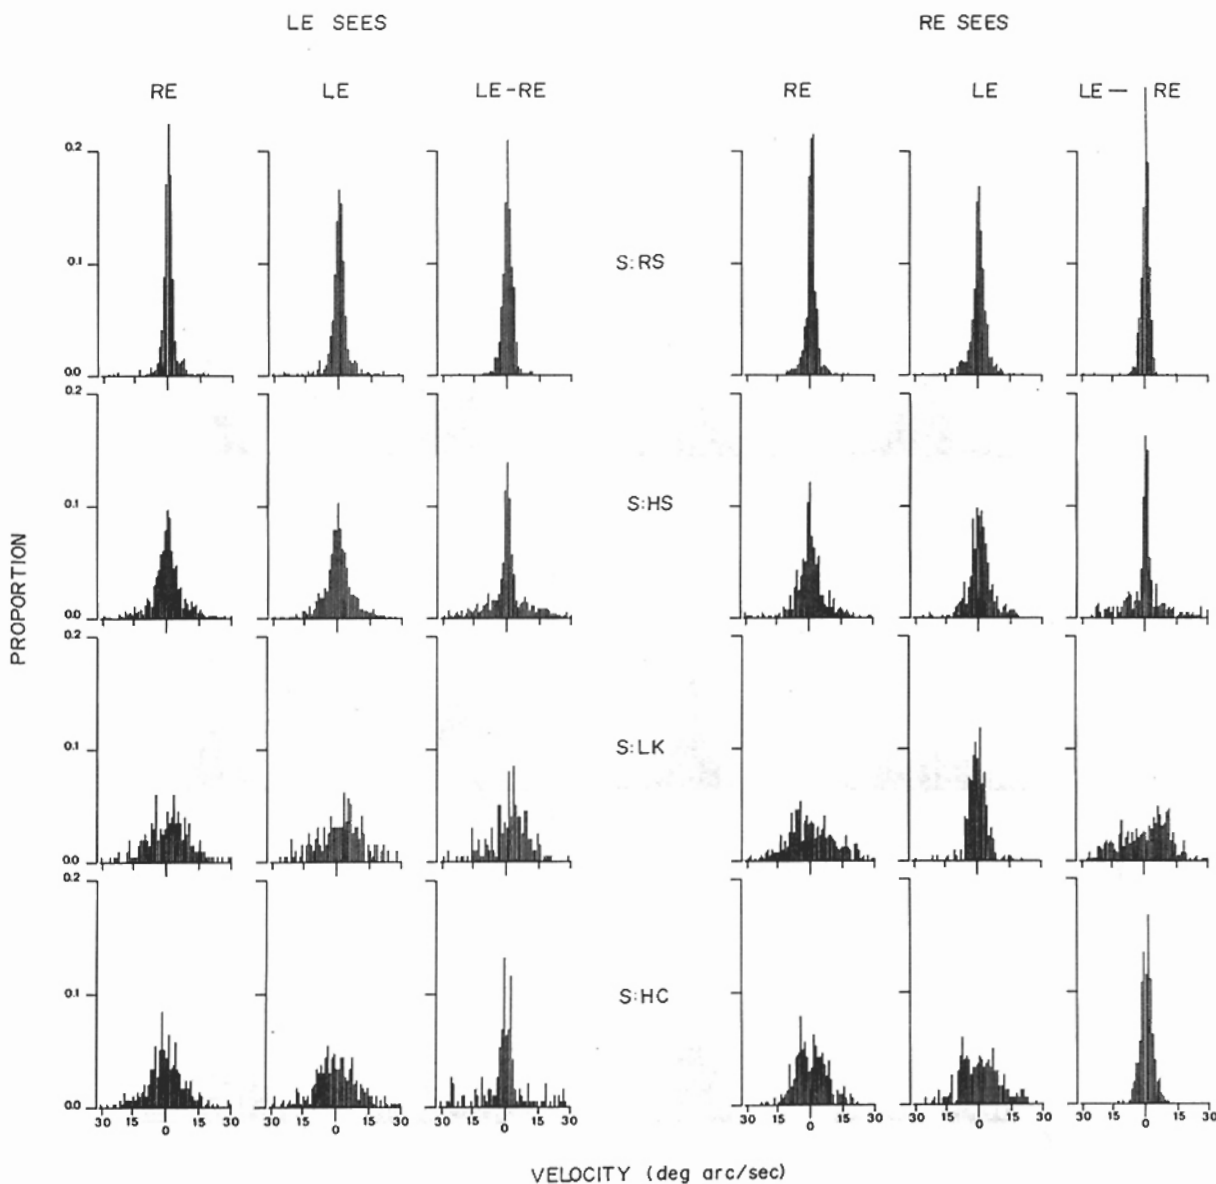 LE SEES RE SEES
RE LE LE-RE RE LE LE— RE
0.2
0.1
S:RS
0.0
0.2
0.1
S:HS
0.0
PROPORTION
0.2
0.1
S:LK
0.0
0.2
0.1
S:HC
0.0
30 15 0 15 30 30 15 0 15 30 30 15 0 15 30 30 15 0 15 30 30 15 0 15 30 30 15 0 15 30
VELOCITY (deg arc/sec)